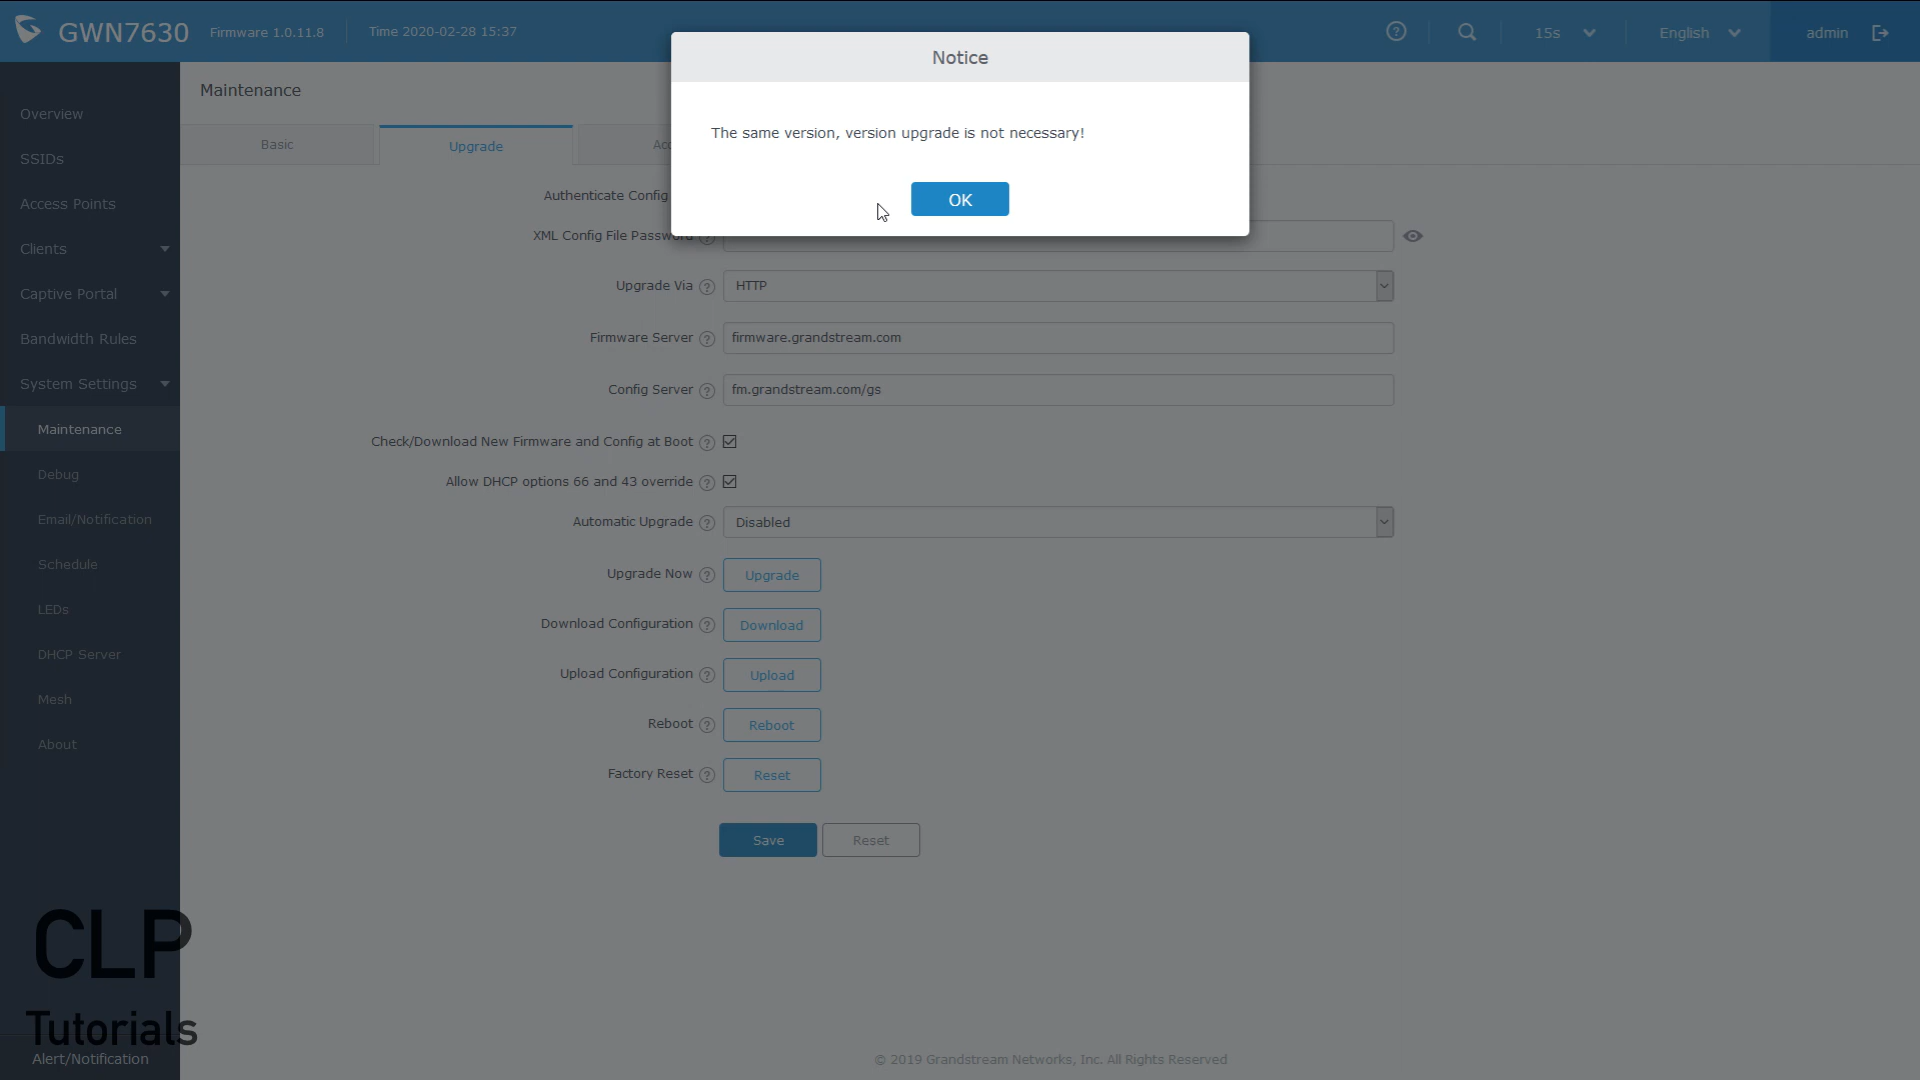 GWN7630 Firmware 1.0.11.8 Time 2020-02-28 15:37 15s English admin
Notice
The same version, version upgrade is not necessary!
OK
Overview
SSIDs
Access Points
Clients
Captive Portal
Bandwidth Rules
System Settings
Maintenance
Debug
Email/Notification
Schedule
LEDs
DHCP Server
Mesh
About
Alert/Notification
Maintenance
Basic Upgrade Acc
Authenticate Config
XML Config File Password
Upgrade Via HTTP
Firmware Server firmware.grandstream.com
Config Server fm.grandstream.com/gs
Check/Download New Firmware and Config at Boot
Allow DHCP options 66 and 43 override
Automatic Upgrade Disabled
Upgrade Now Upgrade
Download Configuration Download
Upload Configuration Upload
Reboot Reboot
Factory Reset Reset
Save Reset
CLP
Tutorials
© 2019 Grandstream Networks, Inc. All Rights Reserved